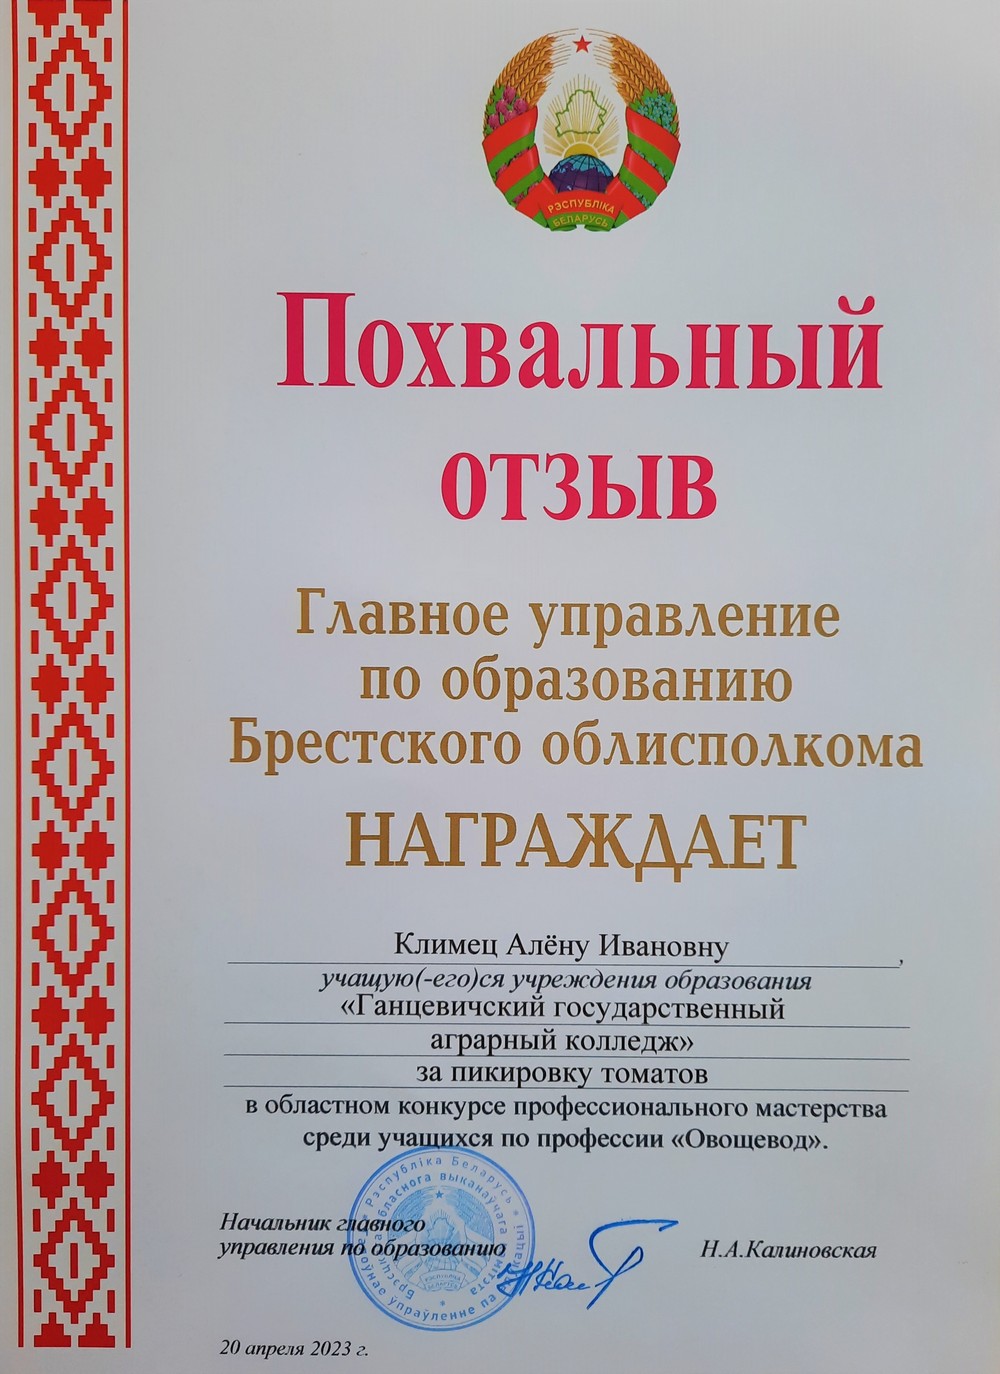 РЭСПУБЛІКА
БЕЛАРУСЬ
Похвальный
отзыв
Главное управление
по образованию
Брестского облисполкома
НАГРАЖДАЕТ
Климец Алёну Ивановну,
учащую(-его)ся учреждения образования
«Ганцевичский государственный
аграрный колледж»
за пикировку томатов
в областном конкурсе профессионального мастерства
среди учащихся по профессии «Овощевод».
Рэспубліка Беларусь
Начальник главного
управления по образованию
Н.А.Калиновская
20 апреля 2023 г.